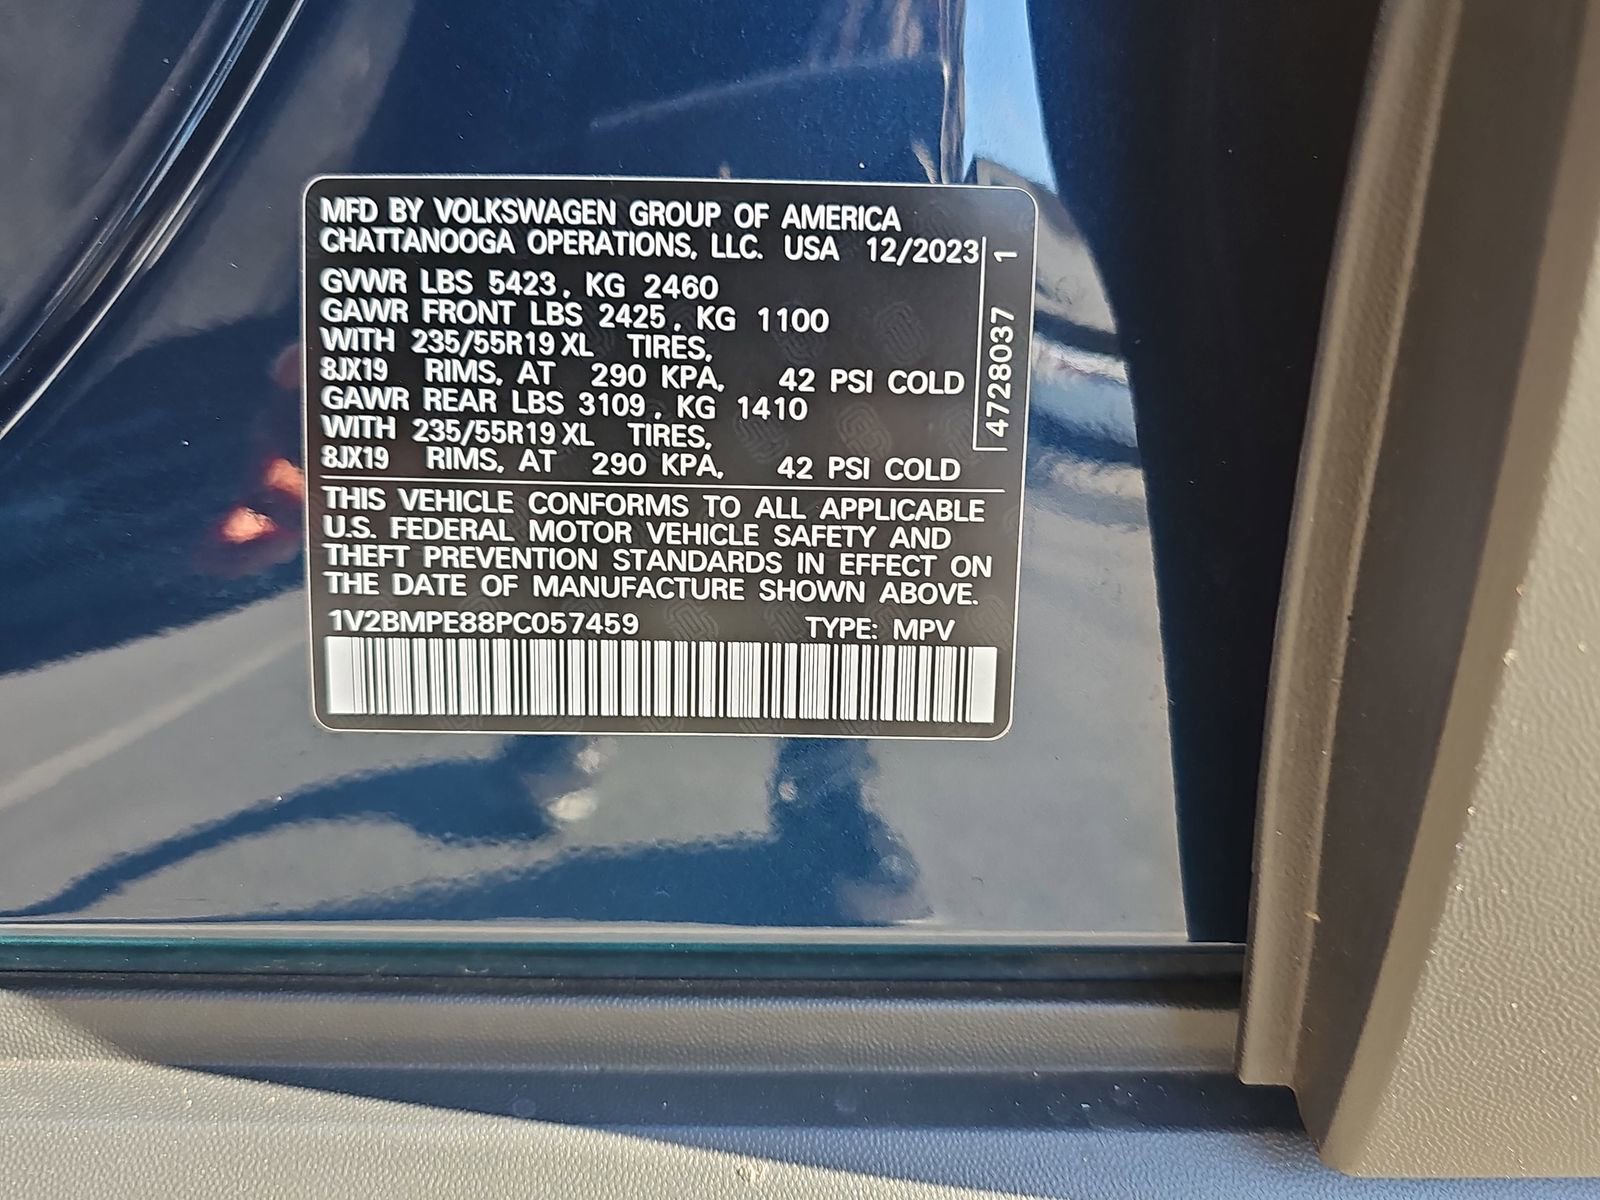 MFD BY VOLKSWAGEN GROUP OF AMERICA
CHATTANOOGA OPERATIONS, LLC. USA 12/2023
GVWR LBS 5423, KG 2460
GAWR FRONT LBS 2425, KG 1100
WITH 235/55R19 XL TIRES,
8JX19 RIMS, AT 290 KPA, 42 PSI COLD
GAWR REAR LBS 3109, KG 1410
WITH 235/55R19 XL TIRES,
8JX19 RIMS, AT 290 KPA, 42 PSI COLD
4728037 1
THIS VEHICLE CONFORMS TO ALL APPLICABLE
U.S. FEDERAL MOTOR VEHICLE SAFETY AND
THEFT PREVENTION STANDARDS IN EFFECT ON
THE DATE OF MANUFACTURE SHOWN ABOVE.
1V2BMPE88PC057459 TYPE: MPV